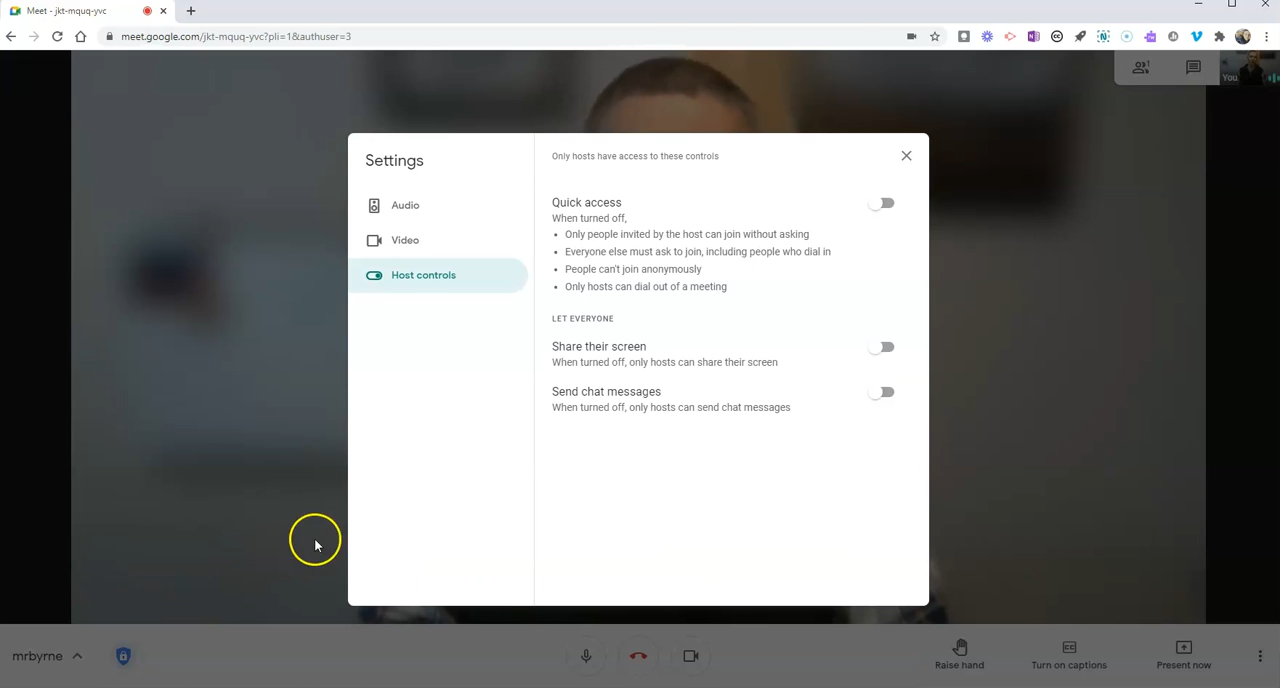 Meet - jkt-mquq-yvc
meet.google.com/jkt-mquq-yvc?pli=1&authuser=3
You
Settings
Audio
Video
Host controls
Only hosts have access to these controls
Quick access
When turned off,
• Only people invited by the host can join without asking
• Everyone else must ask to join, including people who dial in
• People can't join anonymously
• Only hosts can dial out of a meeting
LET EVERYONE
Share their screen
When turned off, only hosts can share their screen
Send chat messages
When turned off, only hosts can send chat messages
mrbyrne
Raise hand
Turn on captions
Present now